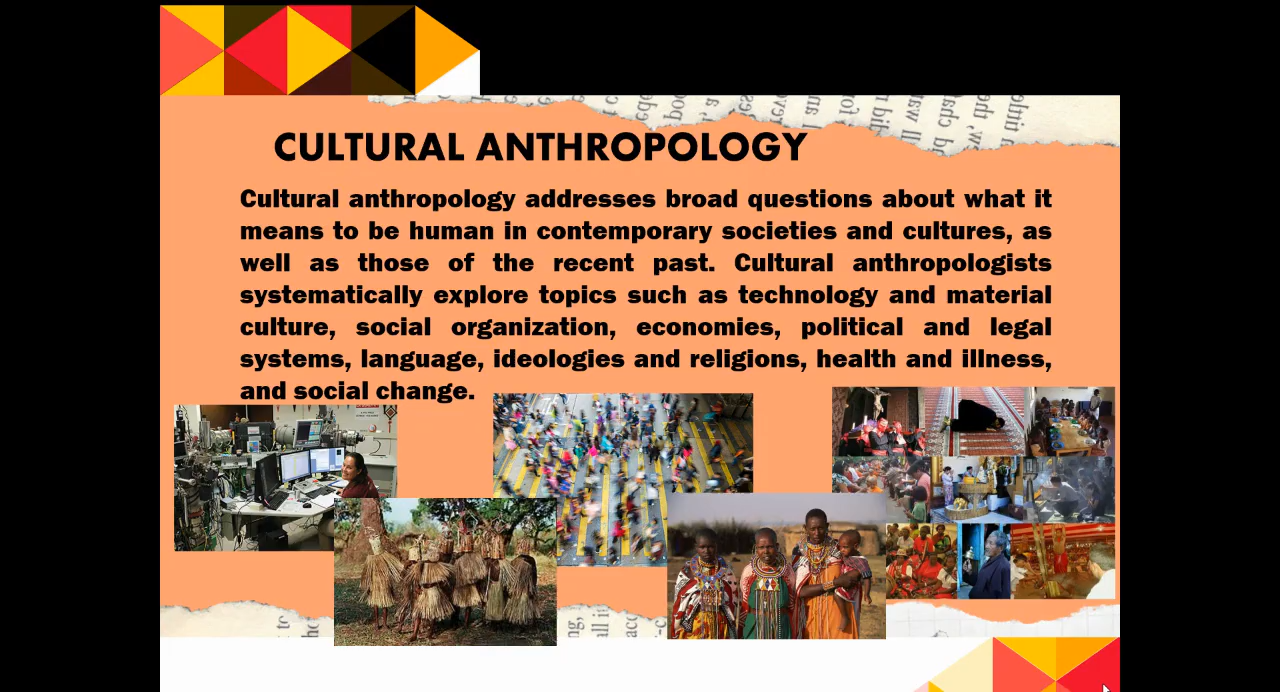 CULTURAL ANTHROPOLOGY
Cultural anthropology addresses broad questions about what it
means to be human in contemporary societies and cultures, as
well as those of the recent past. Cultural anthropologists
systematically explore topics such as technology and material
culture, social organization, economies, political and legal
systems, language, ideologies and religions, health and illness,
and social change.